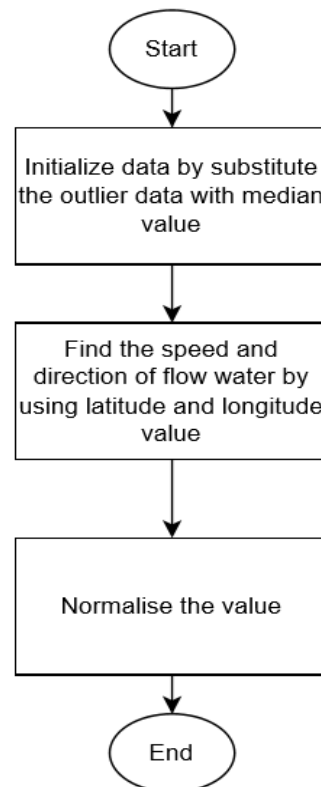 Start
Initialize data by substitute
the outlier data with median
value
Find the speed and
direction of flow water by
using latitude and longitude
value
Normalise the value
End